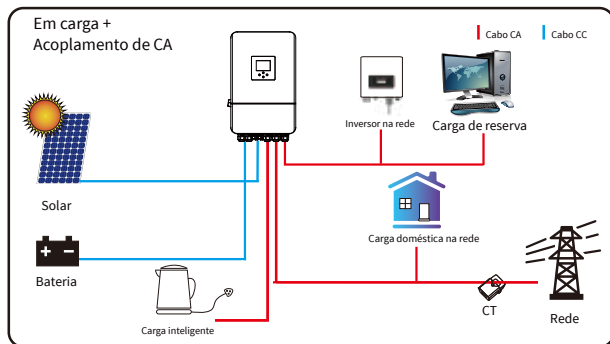 Em carga +
Acoplamento de CA
Cabo CA
Cabo CC
Inversor na rede
Carga de reserva
Solar
Carga doméstica na rede
Bateria
Carga inteligente
CT
Rede